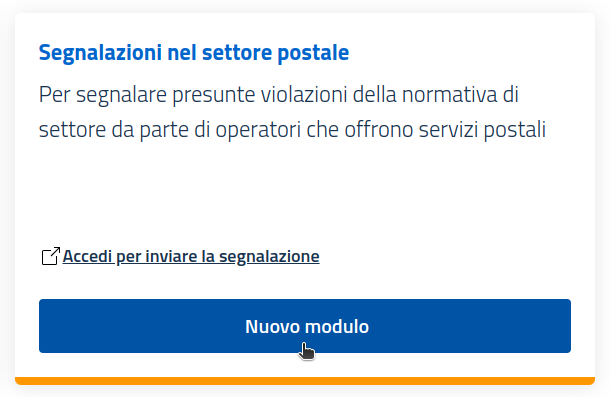 Segnalazioni nel settore postale
Per segnalare presunte violazioni della normativa di
settore da parte di operatori che offrono servizi postali
Accedi per inviare la segnalazione
Nuovo modulo